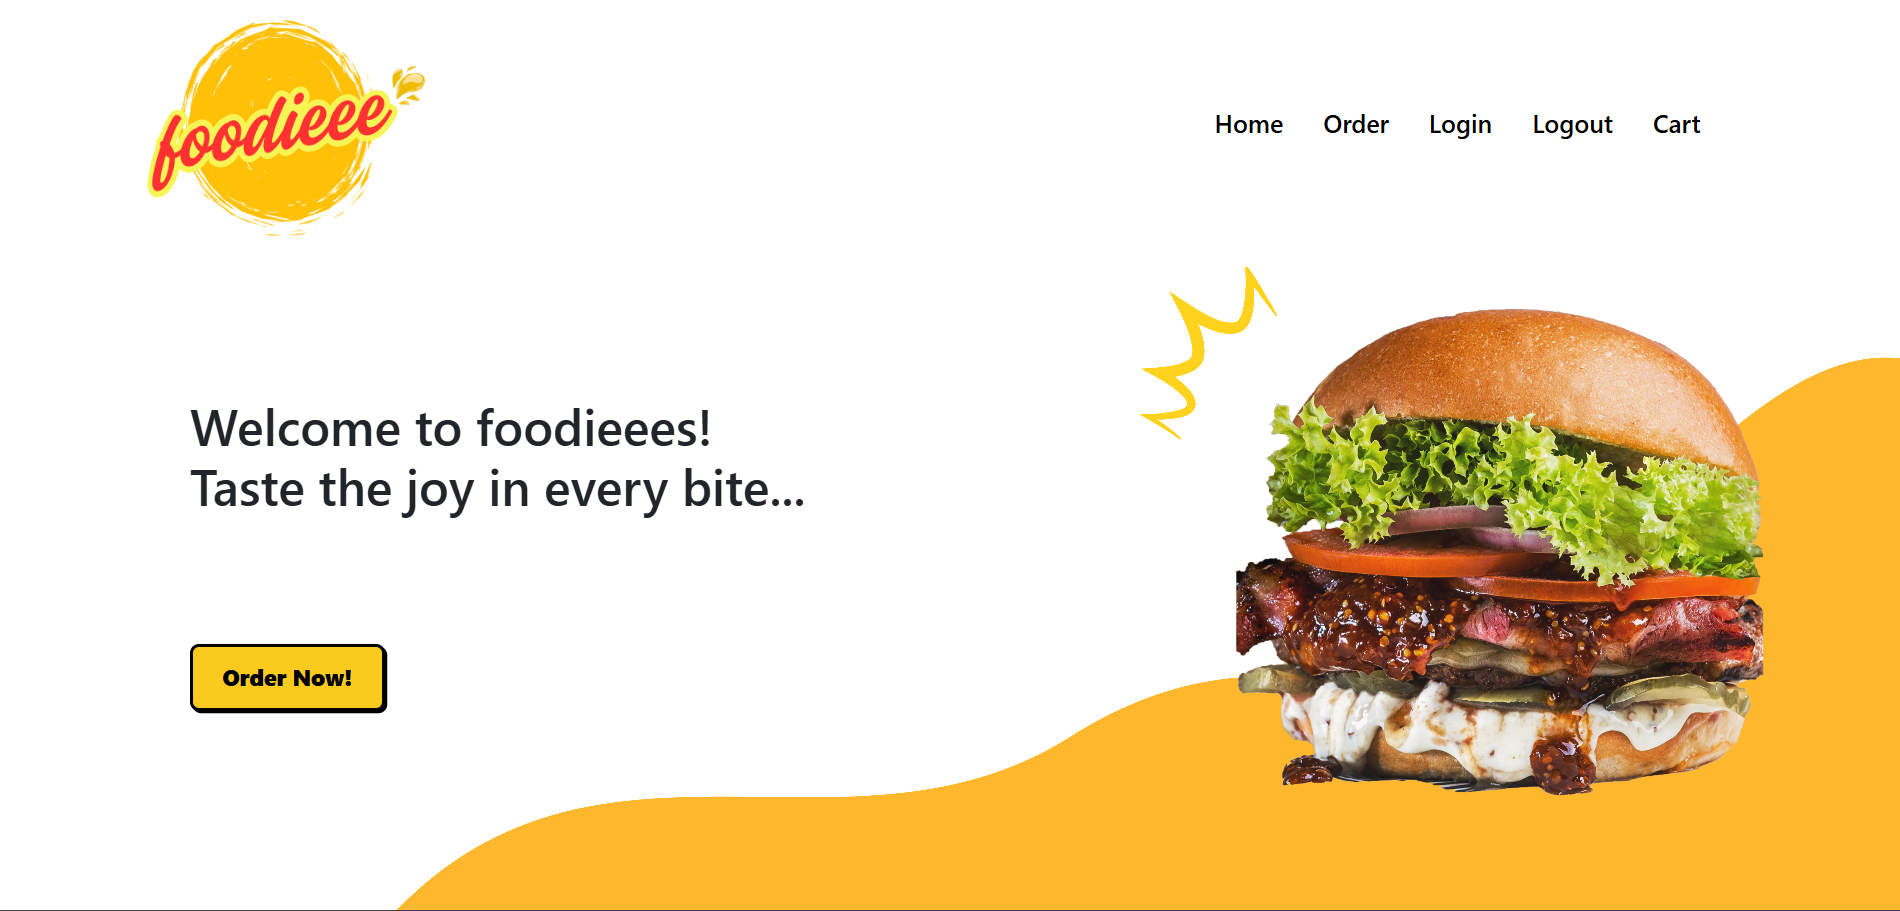 foodieee
Home Order Login Logout Cart
Welcome to foodieees!
Taste the joy in every bite...
Order Now!